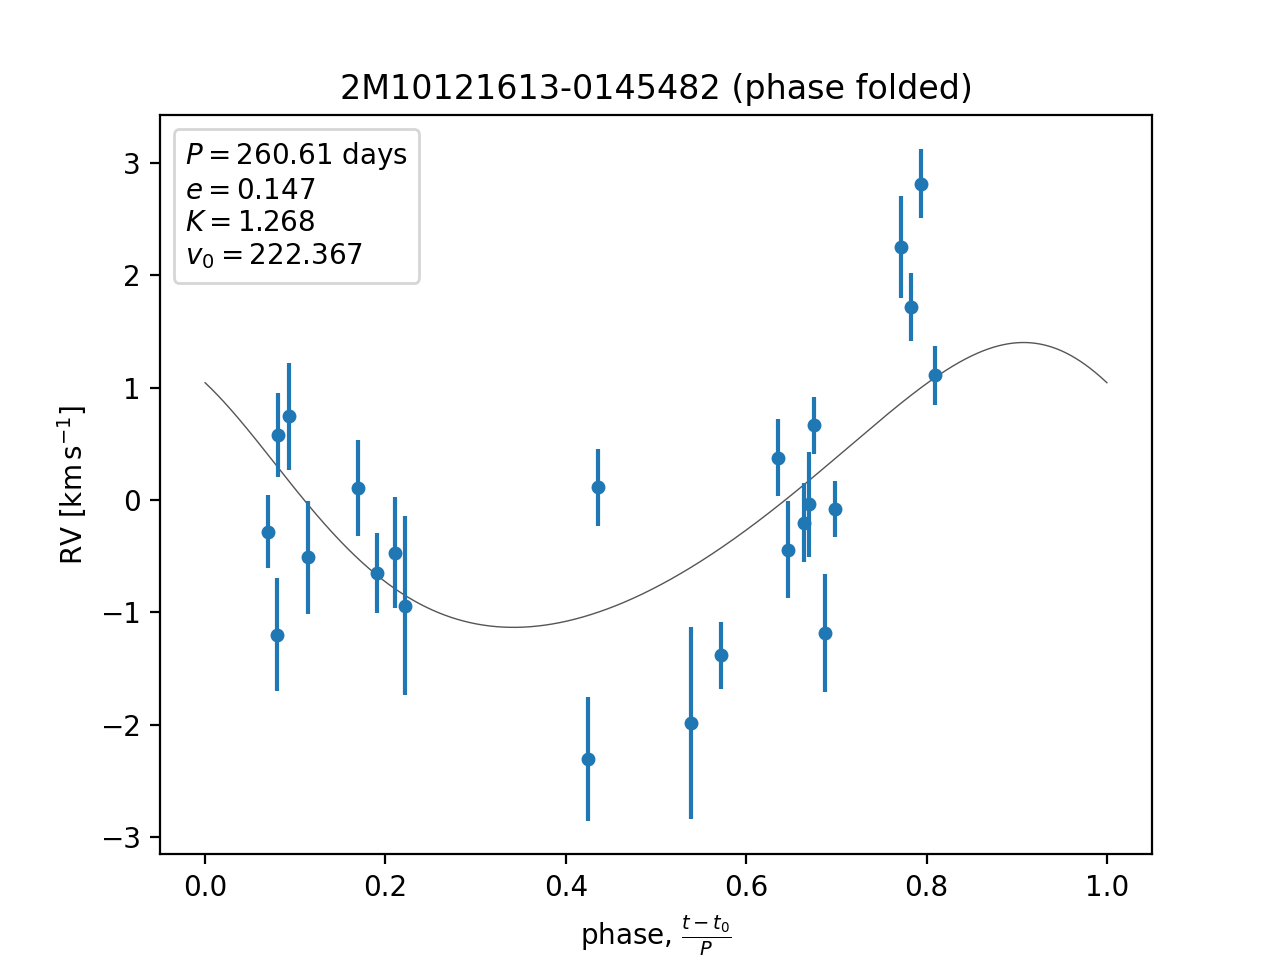 2M10121613-0145482 (phase folded)
P = 260.61 days
e = 0.147
K = 1.268
v₀ = 222.367
3
2
1
0
−1
−2
−3
RV [km s⁻¹]
0.0 0.2 0.4 0.6 0.8 1.0
phase, (t − t₀)/P